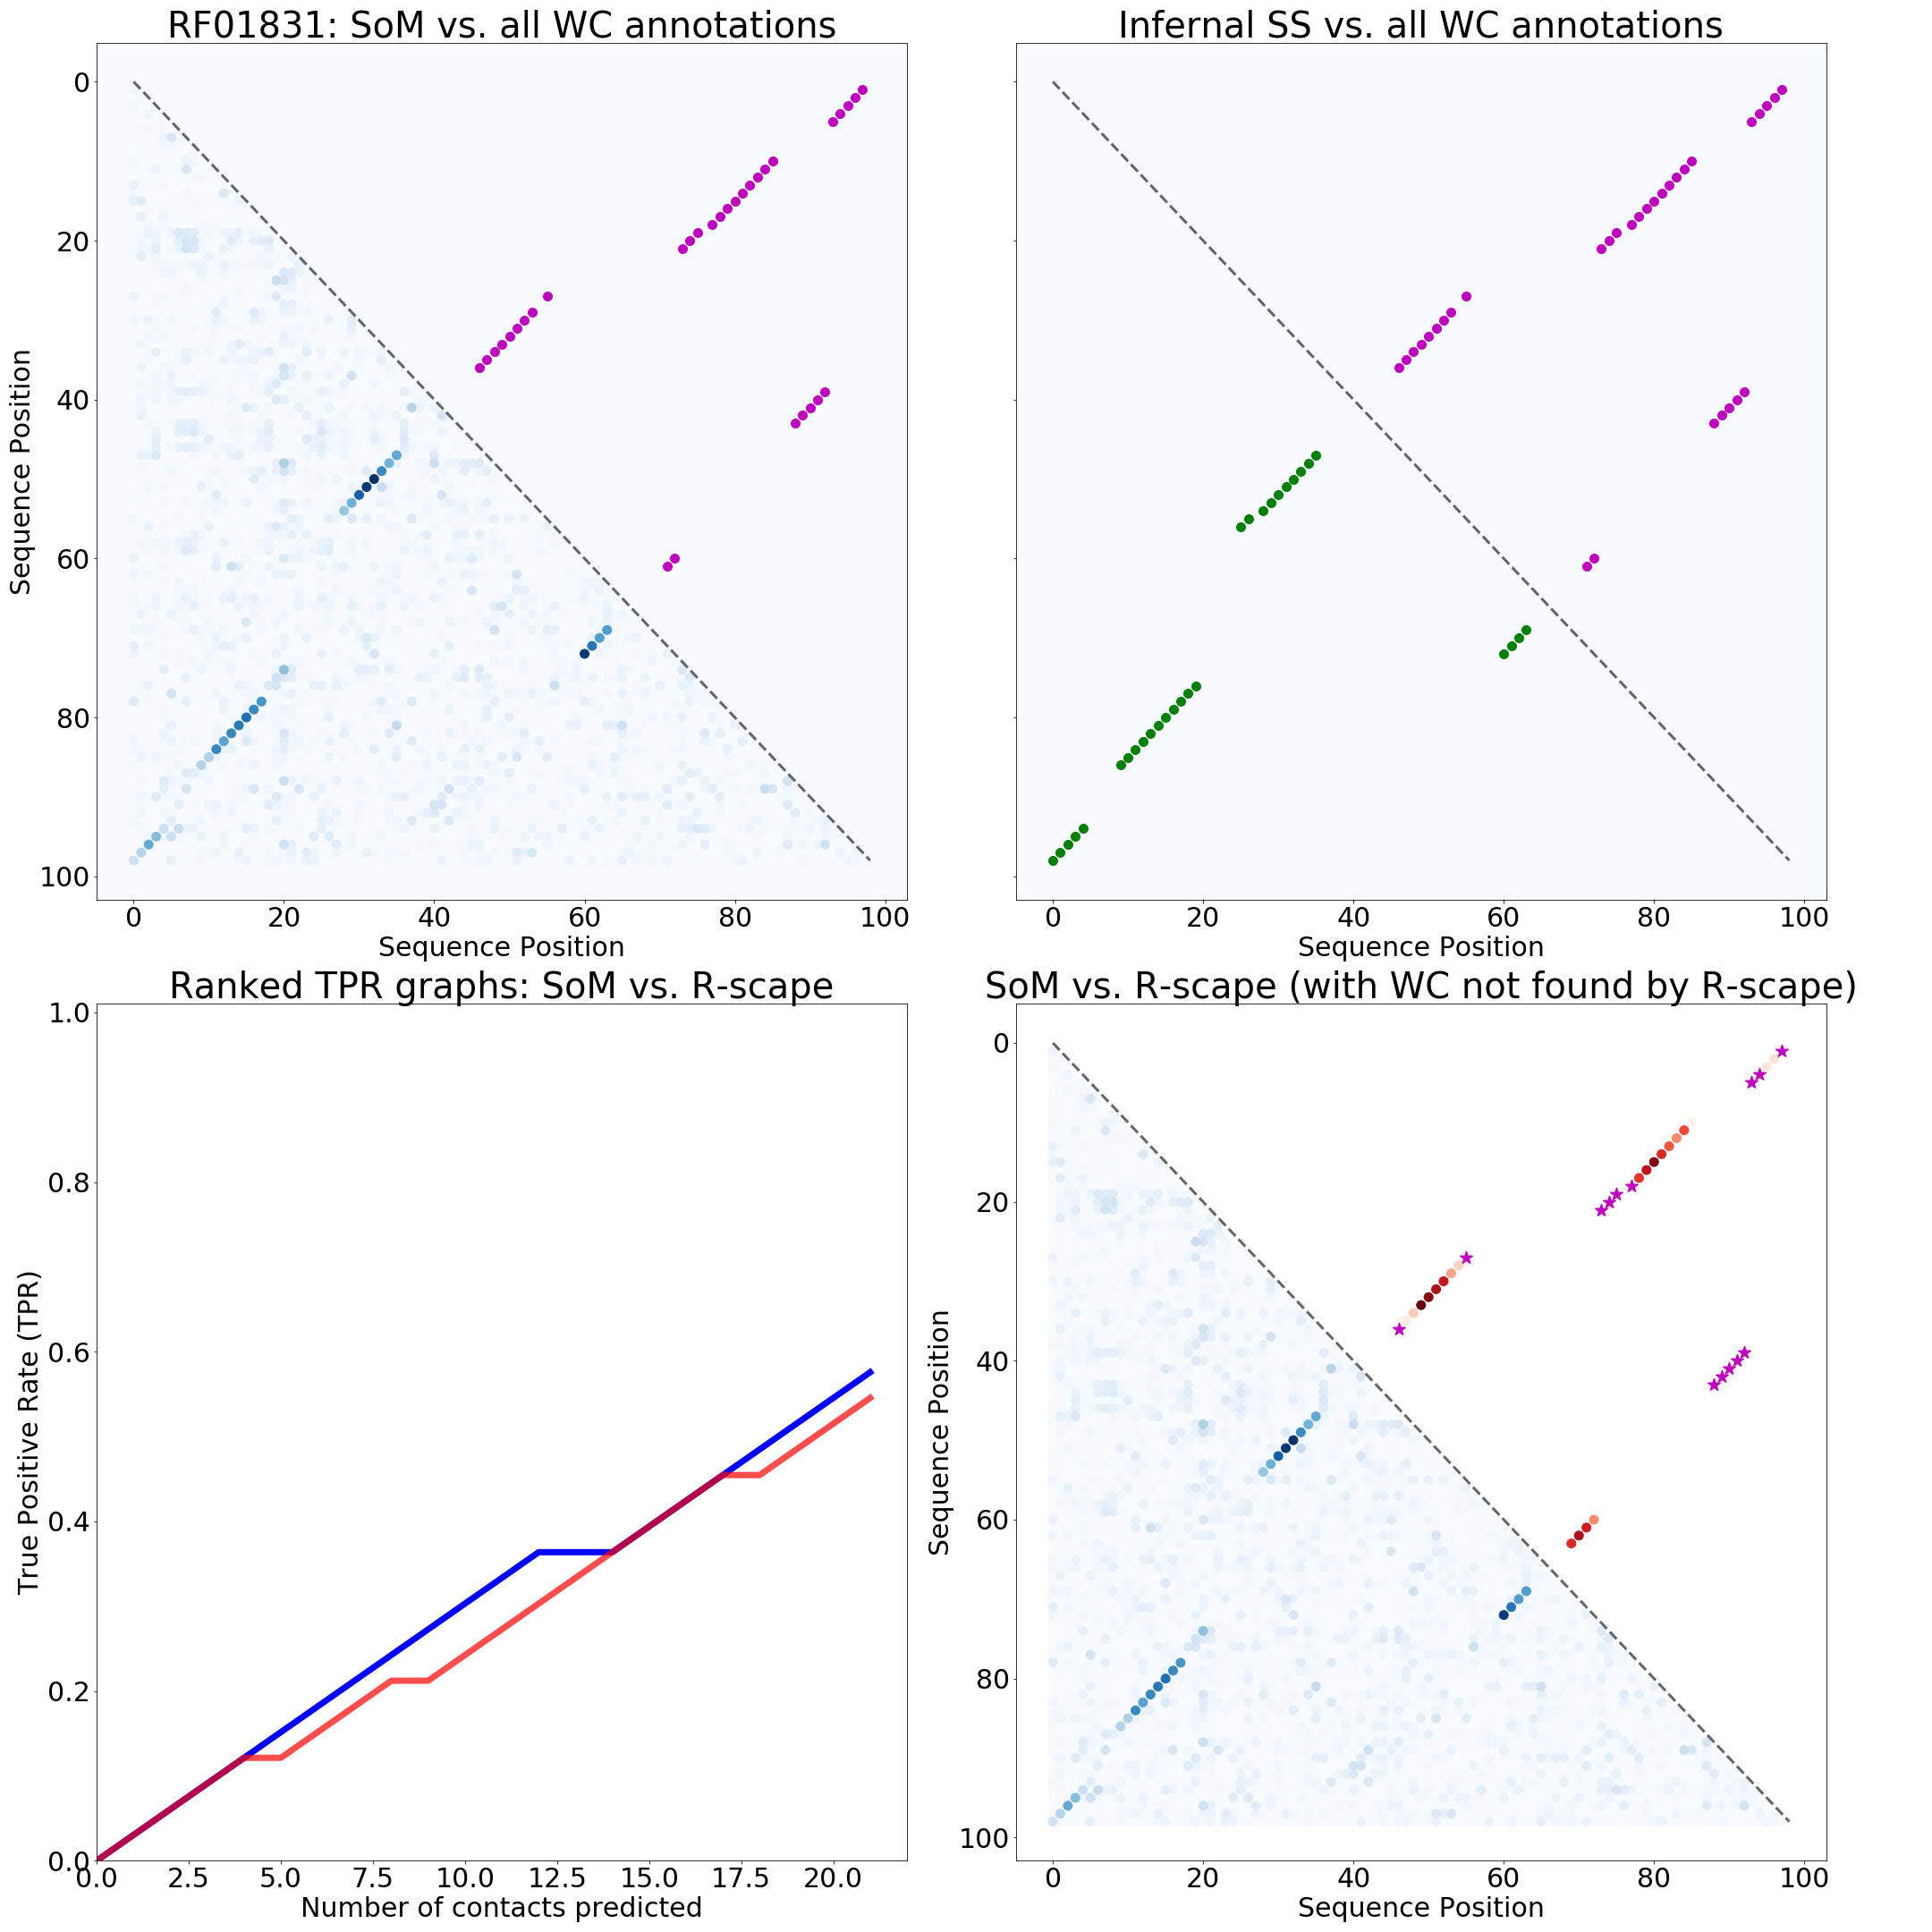 RF01831: SoM vs. all WC annotations
Infernal SS vs. all WC annotations
0
20
40
60
80
100
Sequence Position
0 20 40 60 80 100
Sequence Position
0 20 40 60 80 100
Sequence Position
Ranked TPR graphs: SoM vs. R-scape
SoM vs. R-scape (with WC not found by R-scape)
1.0
0.8
0.6
0.4
0.2
0.0
True Positive Rate (TPR)
0.0 2.5 5.0 7.5 10.0 12.5 15.0 17.5 20.0
Number of contacts predicted
0
20
40
60
80
100
Sequence Position
0 20 40 60 80 100
Sequence Position